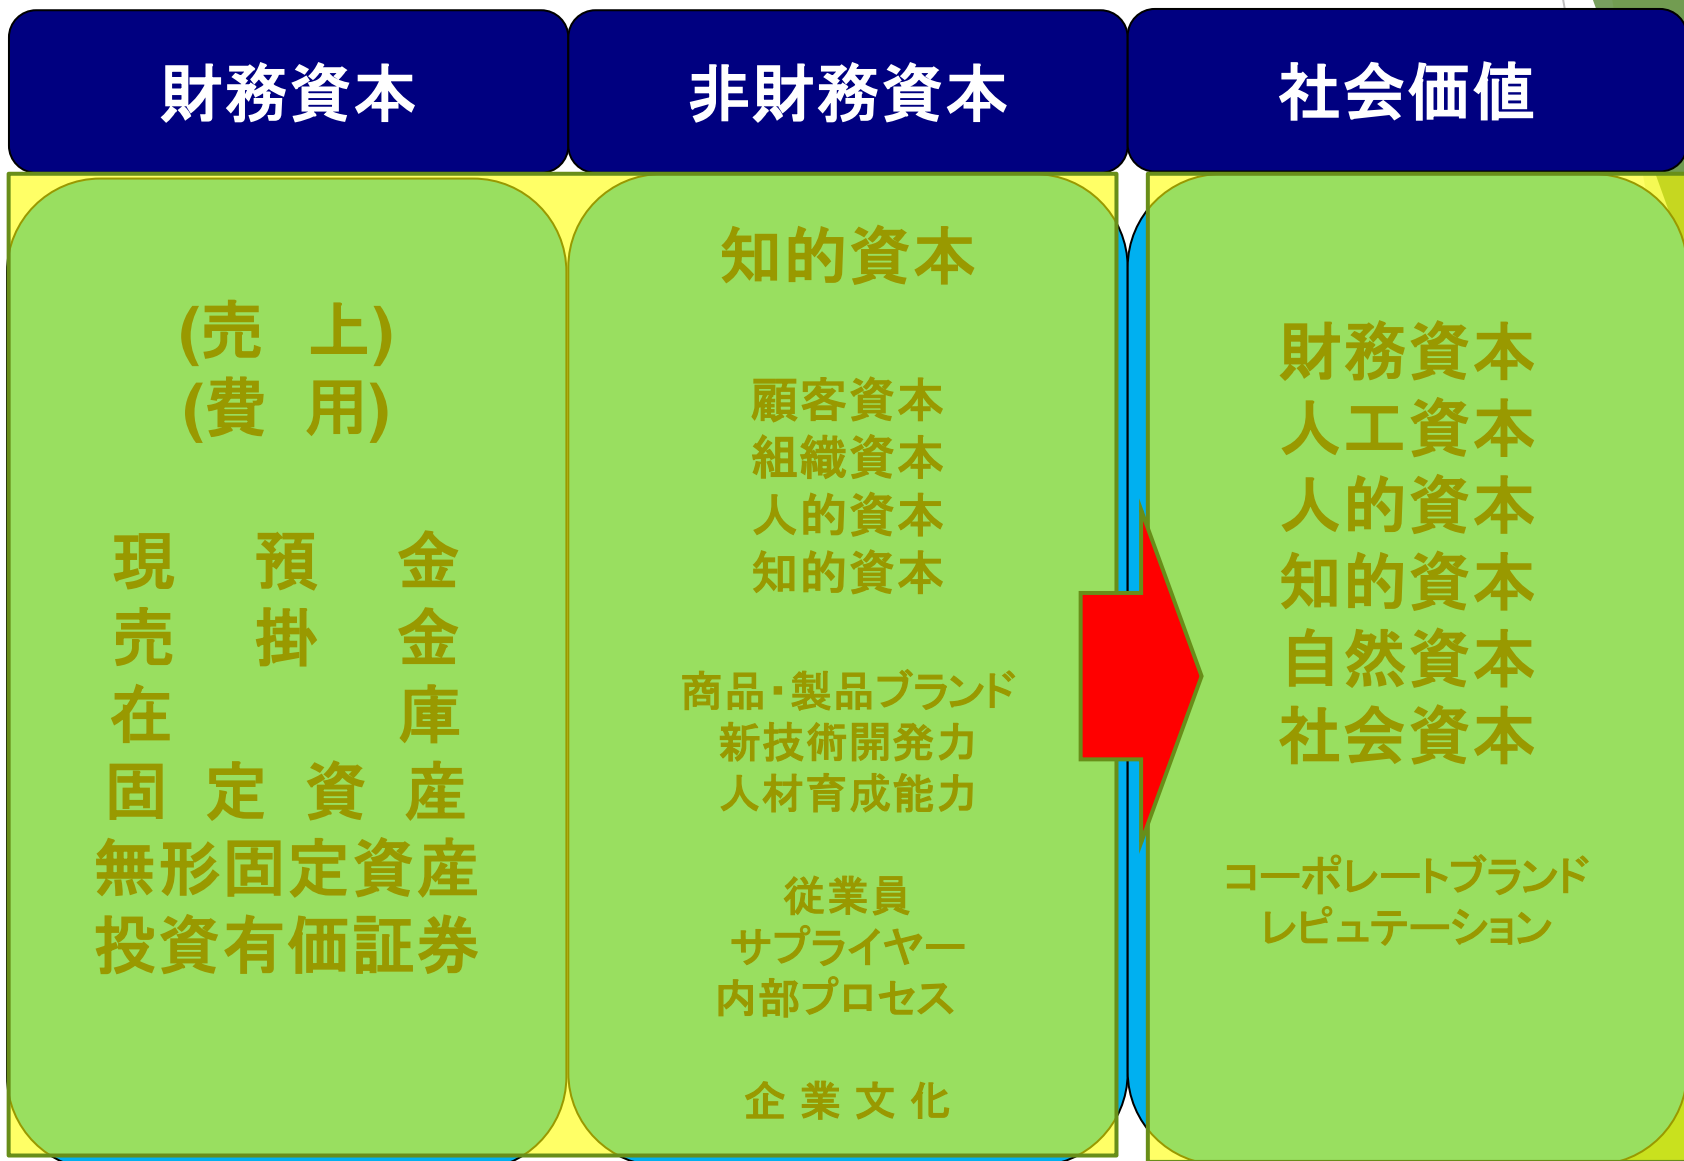 財務資本
非財務資本
社会価値
(売 上)
(費 用)
現 預 金
売 掛 金
在 庫
固 定 資 産
無形固定資産
投資有価証券
知的資本
顧客資本
組織資本
人的資本
知的資本
商品・製品ブランド
新技術開発力
人材育成能力
従業員
サプライヤー
内部プロセス
企 業 文 化
財務資本
人工資本
人的資本
知的資本
自然資本
社会資本
コーポレートブランド
レピュテーション